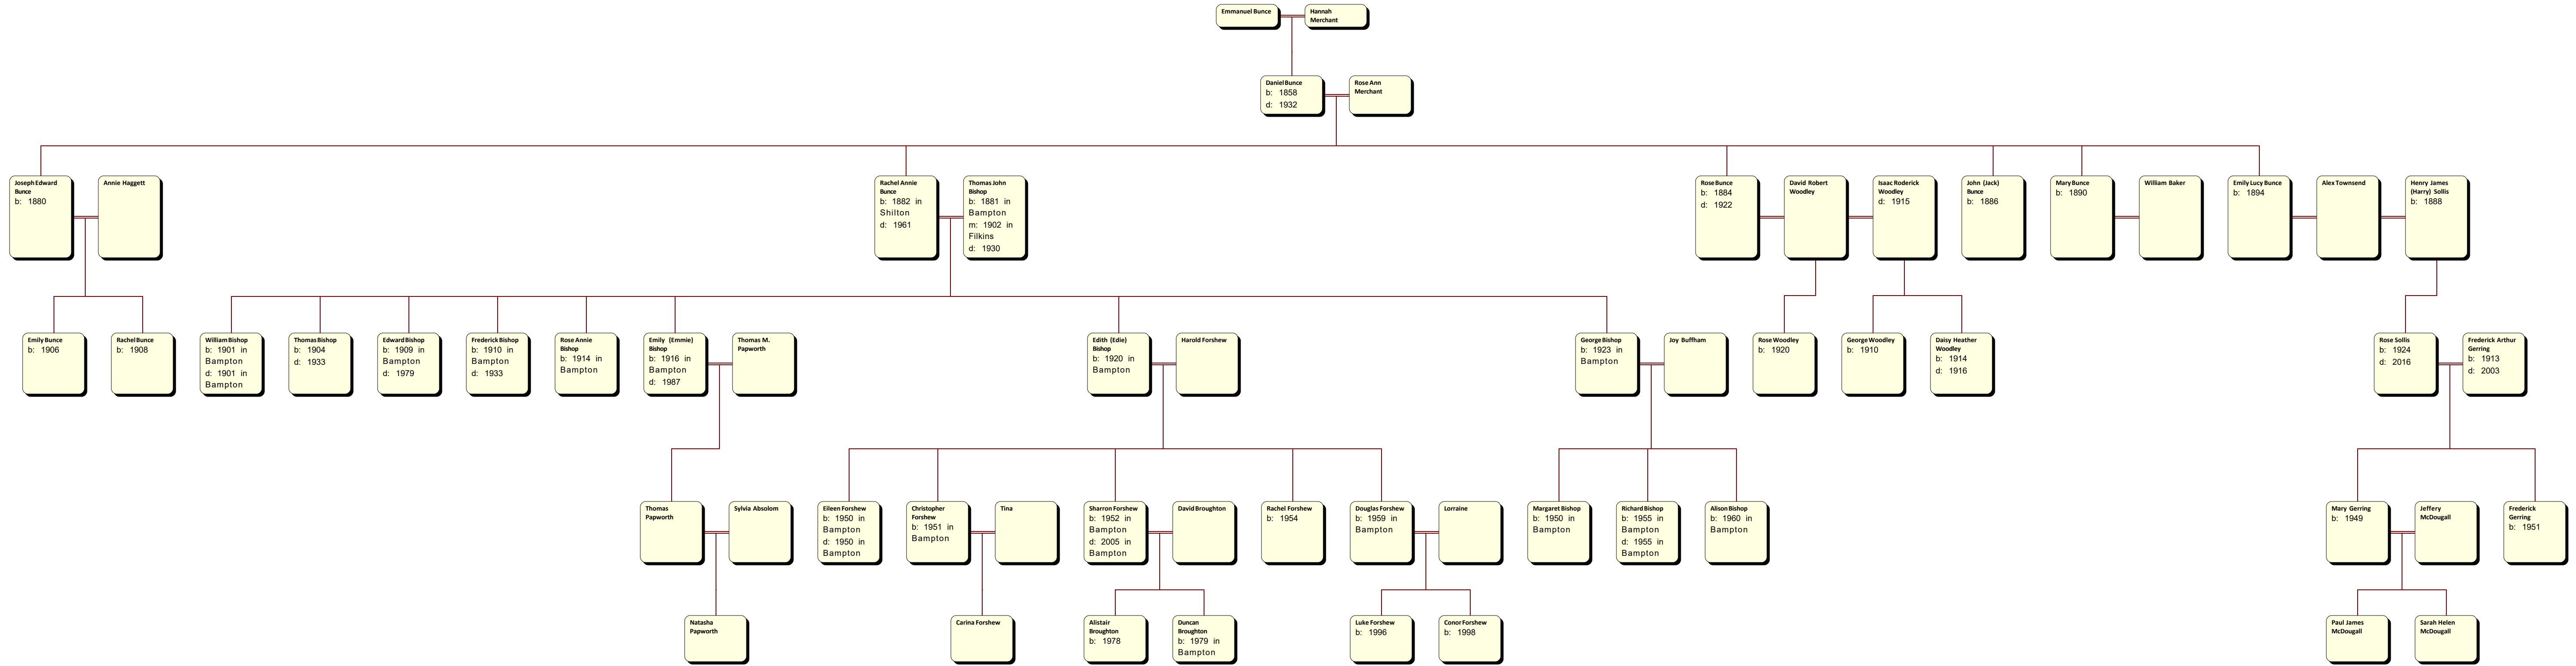 Emmanuel Bunce
Hannah
Merchant
Daniel Bunce
b: 1858
d: 1932
Rose Ann
Merchant
Joseph Edward
Bunce
b: 1880
Annie Haggett
Rachel Annie
Bunce
b: 1882 in
Shilton
d: 1961
Thomas John
Bishop
b: 1881 in
Bampton
m: 1902 in
Filkins
d: 1930
Rose Bunce
b: 1884
d: 1922
David Robert
Woodley
Isaac Roderick
Woodley
d: 1915
John (Jack)
Bunce
b: 1886
Mary Bunce
b: 1890
William Baker
Emily Lucy Bunce
b: 1894
Alex Townsend
Henry James
(Harry) Sollis
b: 1888
Emily Bunce
b: 1906
Rachel Bunce
b: 1908
William Bishop
b: 1901 in
Bampton
d: 1901 in
Bampton
Thomas Bishop
b: 1904
d: 1933
Edward Bishop
b: 1909 in
Bampton
d: 1979
Frederick Bishop
b: 1910 in
Bampton
d: 1933
Rose Annie
Bishop
b: 1914 in
Bampton
Emily (Emmie)
Bishop
b: 1916 in
Bampton
d: 1987
Thomas M.
Papworth
Edith (Edie)
Bishop
b: 1920 in
Bampton
Harold Forshew
George Bishop
b: 1923 in
Bampton
Joy Buffham
Rose Woodley
b: 1920
George Woodley
b: 1910
Daisy Heather
Woodley
b: 1914
d: 1916
Rose Sollis
b: 1924
d: 2016
Frederick Arthur
Gerring
b: 1913
d: 2003
Thomas
Papworth
Sylvia Absolom
Eileen Forshew
b: 1950 in
Bampton
d: 1950 in
Bampton
Christopher
Forshew
b: 1951 in
Bampton
Tina
Sharron Forshew
b: 1952 in
Bampton
d: 2005 in
Bampton
David Broughton
Rachel Forshew
b: 1954
Douglas Forshew
b: 1959 in
Bampton
Lorraine
Margaret Bishop
b: 1950 in
Bampton
Richard Bishop
b: 1955 in
Bampton
d: 1955 in
Bampton
Alison Bishop
b: 1960 in
Bampton
Mary Gerring
b: 1949
Jeffery
McDougall
Frederick
Gerring
b: 1951
Natasha
Papworth
Carina Forshew
Alistair
Broughton
b: 1978
Duncan
Broughton
b: 1979 in
Bampton
Luke Forshew
b: 1996
Conor Forshew
b: 1998
Paul James
McDougall
Sarah Helen
McDougall